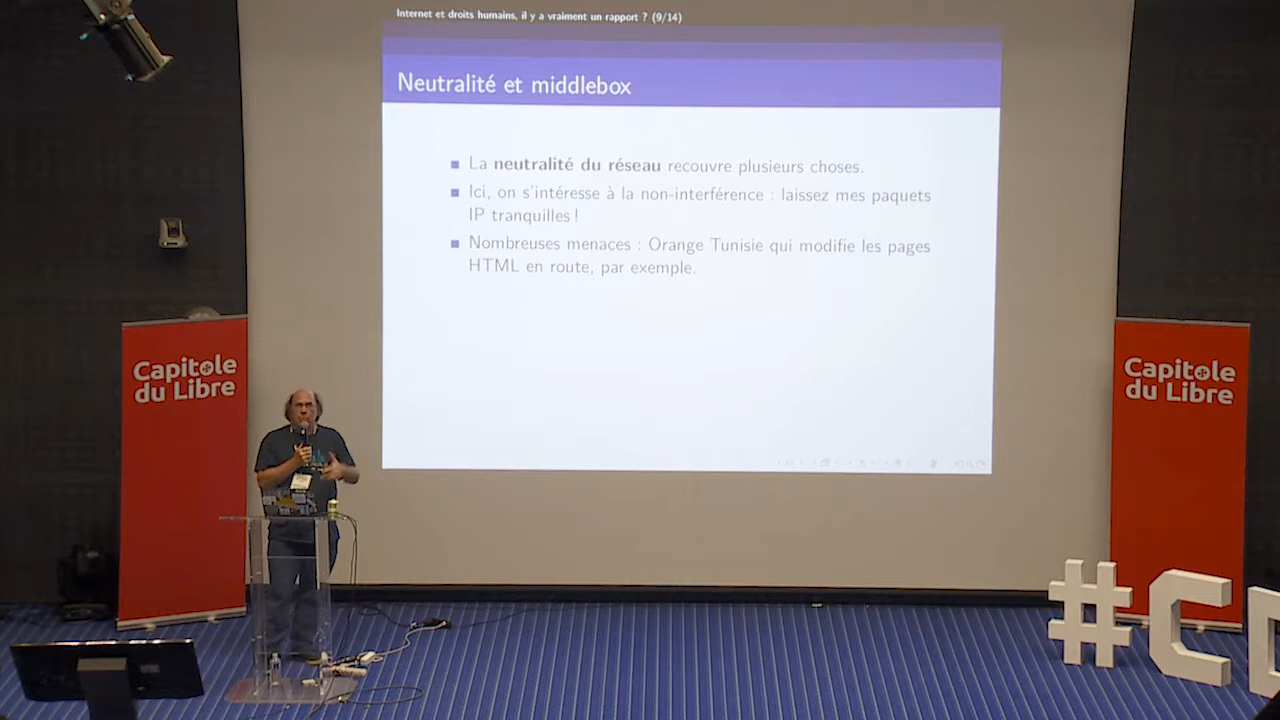 Internet et droits humains, il y a vraiment un rapport ? (9/14)
Neutralité et middlebox
La neutralité du réseau recouvre plusieurs choses.
Ici, on s'intéresse à la non-interférence : laissez mes paquets
IP tranquilles !
Nombreuses menaces : Orange Tunisie qui modifie les pages
HTML en route, par exemple.
Capitole
du Libre
Capitole
du Libre
#C